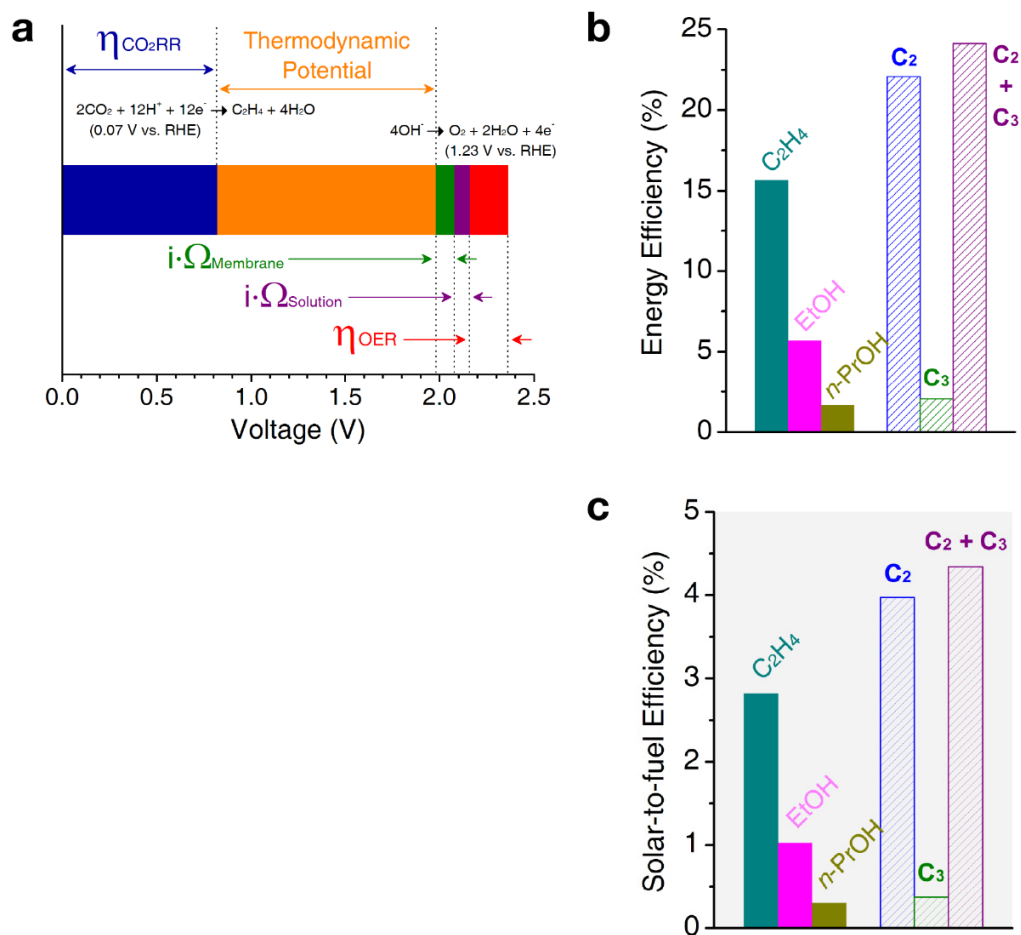 a
ηCO₂RR
Thermodynamic
Potential
2CO₂ + 12H⁺ + 12e⁻ → C₂H₄ + 4H₂O
(0.07 V vs. RHE)
4OH⁻ → O₂ + 2H₂O + 4e⁻
(1.23 V vs. RHE)
i·ΩMembrane
i·ΩSolution
ηOER
0.0 0.5 1.0 1.5 2.0 2.5
Voltage (V)
b
Energy Efficiency (%)
25
20
15
10
5
0
C₂H₄
EtOH
n-PrOH
C₂
C₃
C₂
+
C₃
c
Solar-to-fuel Efficiency (%)
5
4
3
2
1
0
C₂H₄
EtOH
n-PrOH
C₂
C₃
C₂ + C₃